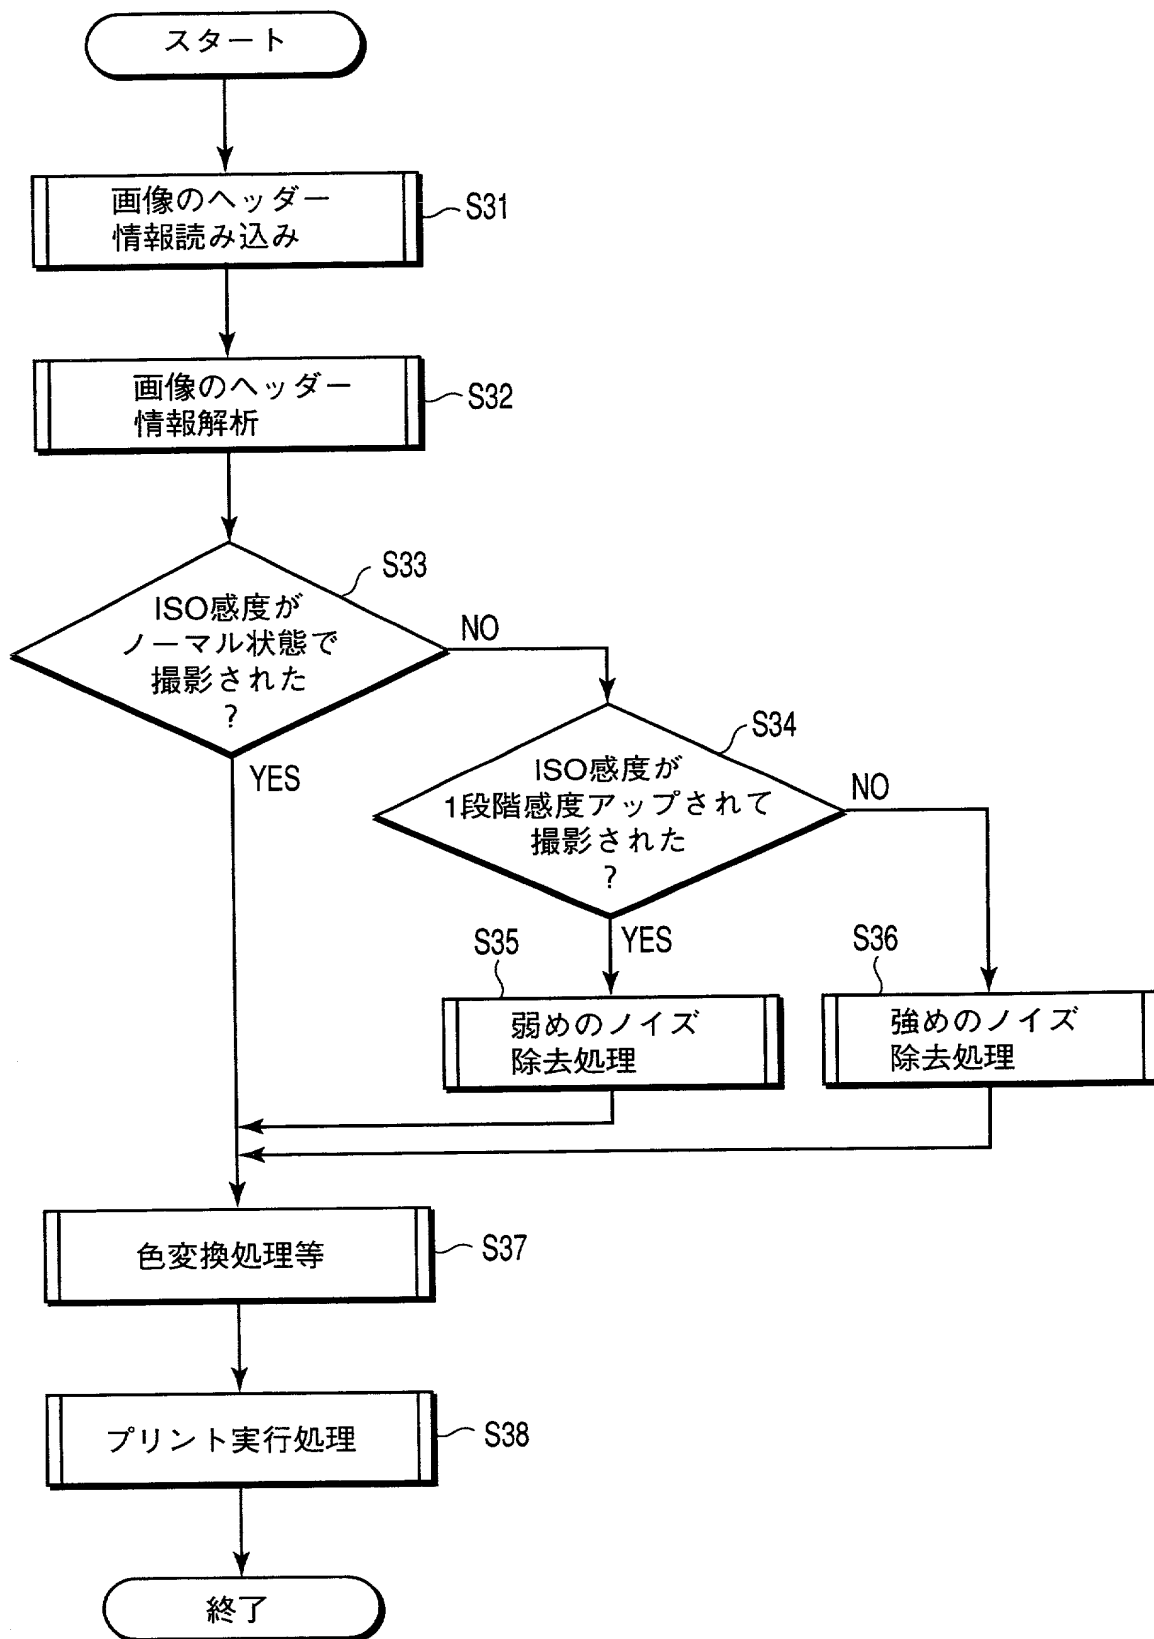 スタート
画像のヘッダー
情報読み込み
S31
画像のヘッダー
情報解析
S32
S33
ISO感度が
ノーマル状態で
撮影された
?
NO
YES
S34
ISO感度が
1段階感度アップされて
撮影された
?
NO
YES
S35
弱めのノイズ
除去処理
S36
強めのノイズ
除去処理
色変換処理等
S37
プリント実行処理
S38
終了